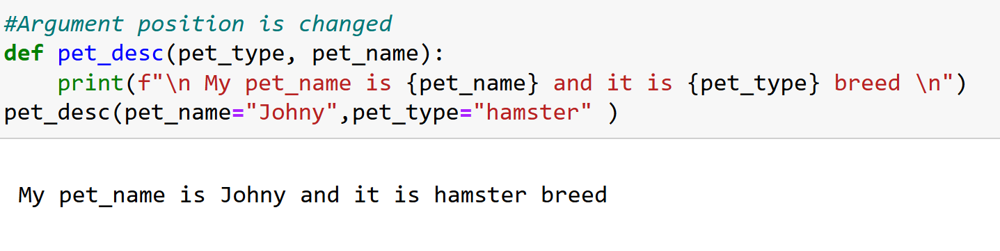 #Argument position is changed
def pet_desc(pet_type, pet_name):
    print(f"\n My pet_name is {pet_name} and it is {pet_type} breed \n")
pet_desc(pet_name="Johny",pet_type="hamster" )
My pet_name is Johny and it is hamster breed